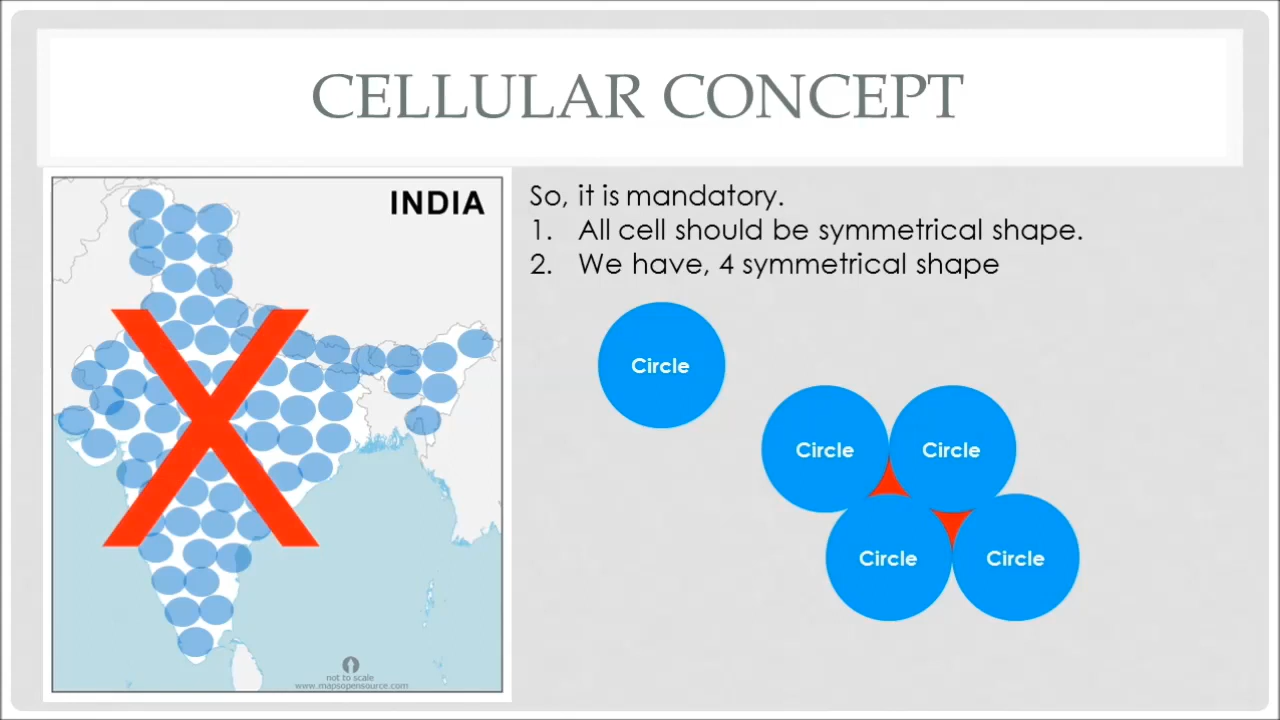 CELLULAR CONCEPT
INDIA
not to scale
www.mapsopensource.com
So, it is mandatory.
1. All cell should be symmetrical shape.
2. We have, 4 symmetrical shape
Circle
Circle
Circle
Circle
Circle